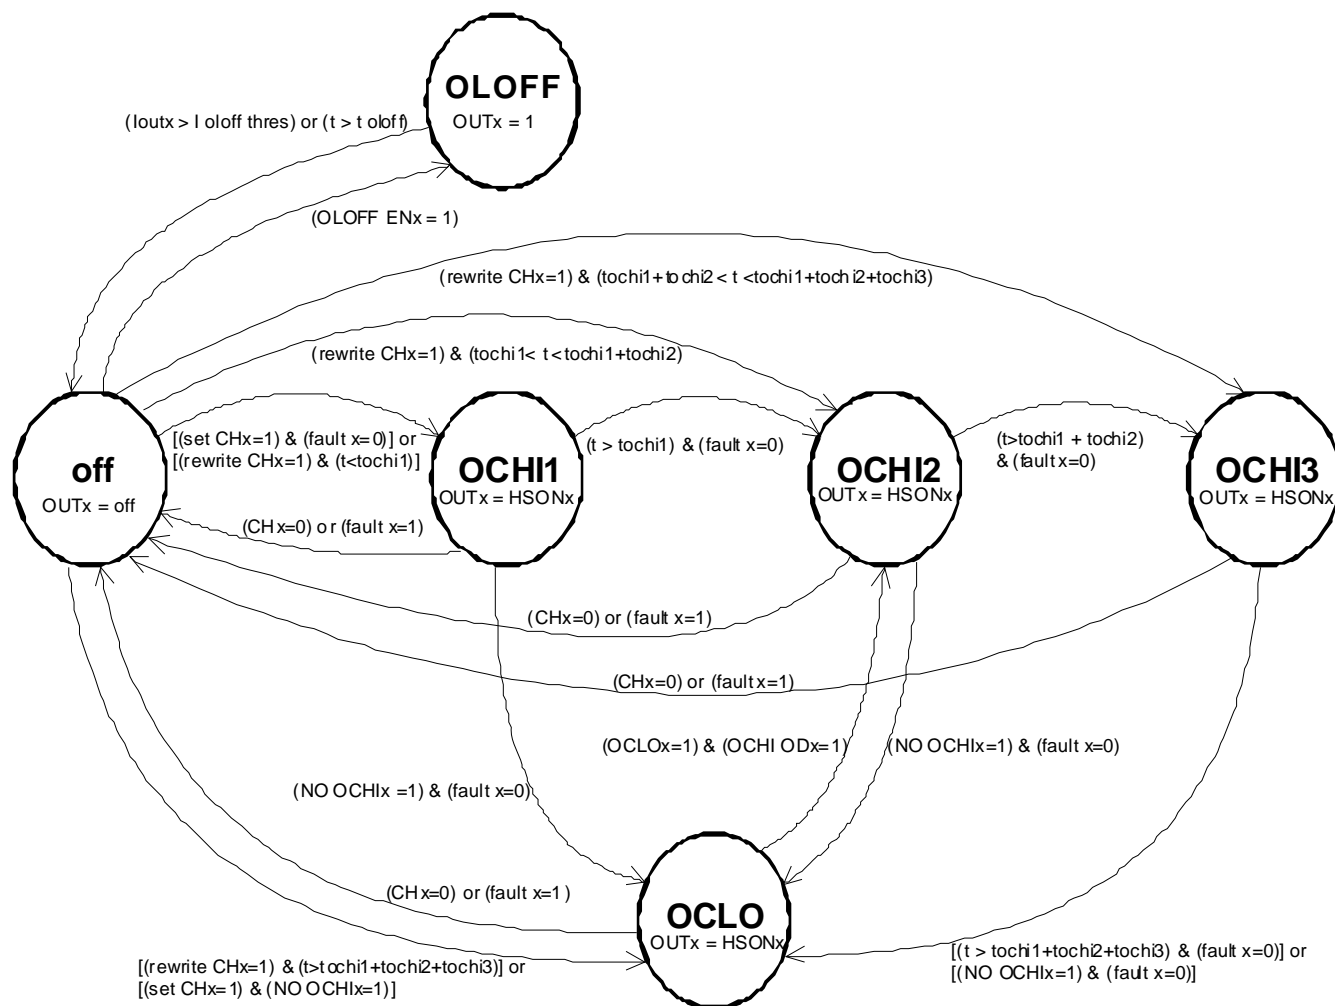 OLOFF
OUTx = 1
(Ioutx > I oloff thres) or (t > t oloff)
(OLOFF ENx = 1)
(rewrite CHx=1) & (tochi1+tochi2 < t <tochi1+tochi2+tochi3)
(rewrite CHx=1) & (tochi1< t <tochi1+tochi2)
off
OUTx = off
[(set CHx=1) & (fault x=0)] or
[(rewrite CHx=1) & (t<tochi1)]
(CHx=0) or (fault x=1)
OCHI1
OUTx = HSONx
(t > tochi1) & (fault x=0)
OCHI2
OUTx = HSONx
(t>tochi1 + tochi2)
& (fault x=0)
OCHI3
OUTx = HSONx
(CHx=0) or (fault x=1)
(CHx=0) or (fault x=1)
(OCLOx=1) & (OCHI ODx=1)
(NO OCHIx=1) & (fault x=0)
(NO OCHIx =1) & (fault x=0)
(CHx=0) or (fault x=1)
OCLO
OUTx = HSONx
[(rewrite CHx=1) & (t>tochi1+tochi2+tochi3)] or
[(set CHx=1) & (NO OCHIx=1)]
[(t > tochi1+tochi2+tochi3) & (fault x=0)] or
[(NO OCHIx=1) & (fault x=0)]